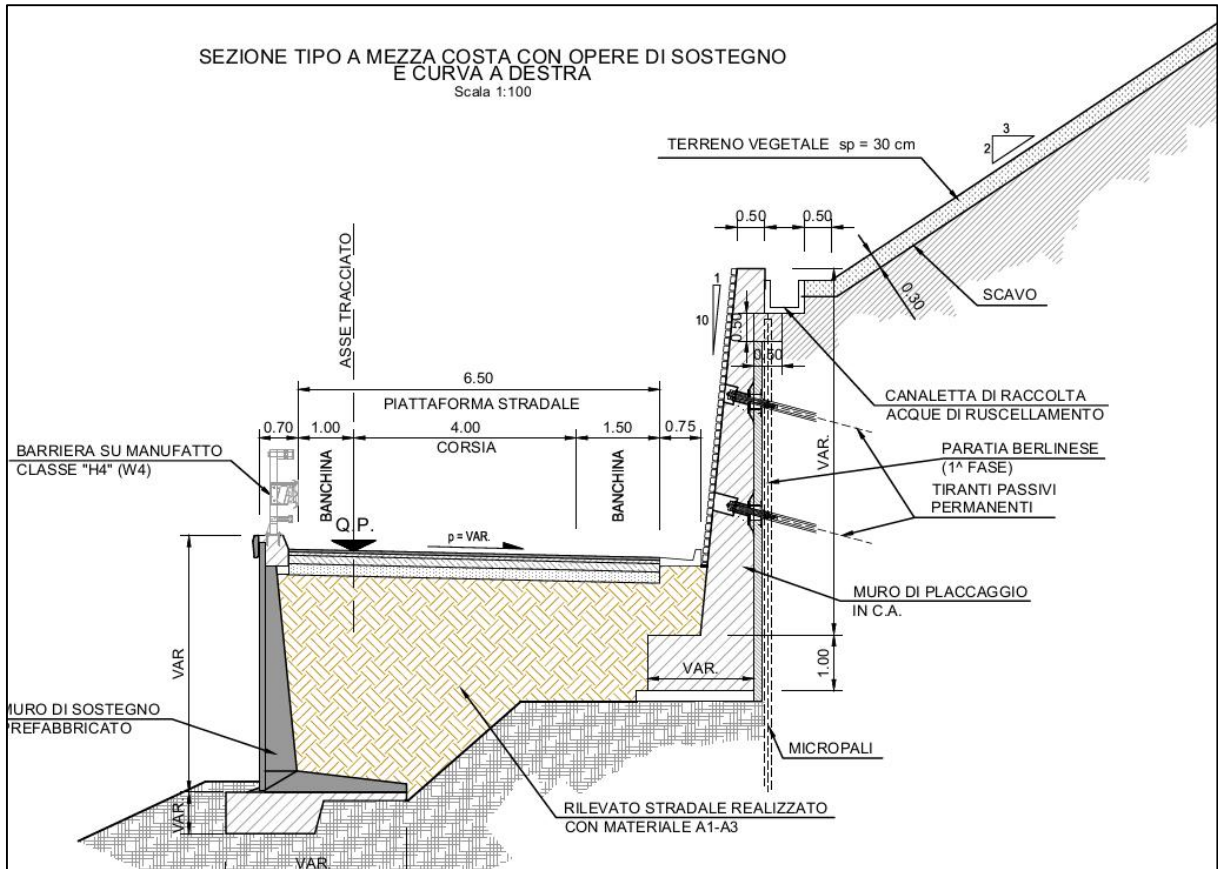 SEZIONE TIPO A MEZZA COSTA CON OPERE DI SOSTEGNO
E CURVA A DESTRA
Scala 1:100
3
2
TERRENO VEGETALE sp = 30 cm
0.50
0.50
ASSE TRACCIATO
1
10
0.50
0.50
0.30
SCAVO
6.50
PIATTAFORMA STRADALE
0.70
1.00
4.00
1.50
0.75
CORSIA
BANCHINA
BANCHINA
CANALETTA DI RACCOLTA
ACQUE DI RUSCELLAMENTO
VAR.
BARRIERA SU MANUFATTO
CLASSE "H4" (W4)
PARATIA BERLINESE
(1^ FASE)
TIRANTI PASSIVI
PERMANENTI
Q.P.
p = VAR.
MURO DI PLACCAGGIO
IN C.A.
VAR
VAR.
1.00
MURO DI SOSTEGNO
PREFABBRICATO
MICROPALI
RILEVATO STRADALE REALIZZATO
CON MATERIALE A1-A3
VAR.
VAR.